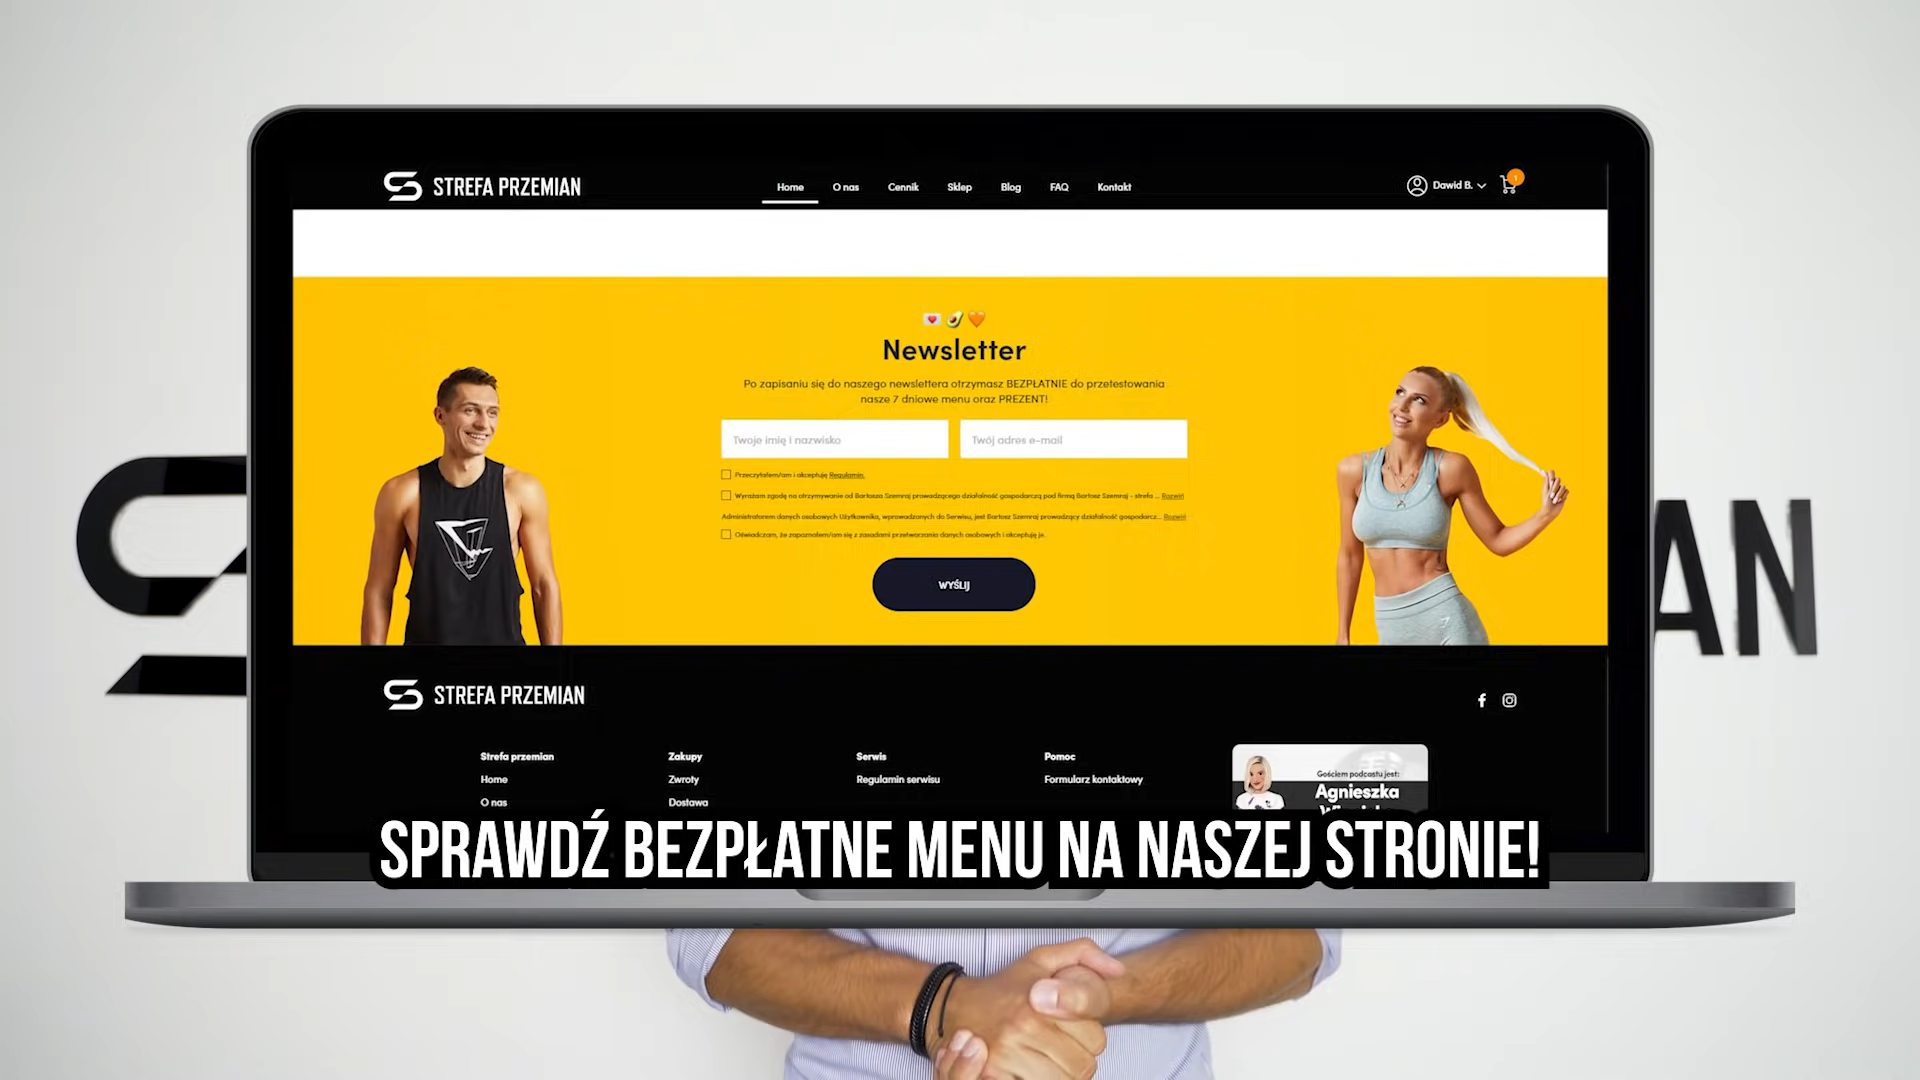 STREFA PRZEMIAN
Home O nas Cennik Sklep Blog FAQ Kontakt
Dawid B.
1
Newsletter
Po zapisaniu się do naszego newslettera otrzymasz BEZPŁATNIE do przetestowania
nasze 7 dniowe menu oraz PREZENT!
Twoje imię i nazwisko
Twój adres e-mail
Przeczytałem/am i akceptuję Regulamin.
Wyrażam zgodę na otrzymywanie od Bartosza Szemraj prowadzącego działalność gospodarczą pod firmą Bartosz Szemraj - strefa ... Rozwiń
Administratorem danych osobowych Użytkownika, wprowadzonych do Serwisu, jest Bartosz Szemraj prowadzący działalność gospodarcz... Rozwiń
Oświadczam, że zapoznałem/am się z zasadami przetwarzania danych osobowych i akceptuję je.
WYŚLIJ
AN
STREFA PRZEMIAN
Strefa przemian Zakupy Serwis Pomoc
Home Zwroty Regulamin serwisu Formularz kontaktowy
O nas Dostawa
Gościem podcastu jest:
Agnieszka
SPRAWDŹ BEZPŁATNE MENU NA NASZEJ STRONIE!